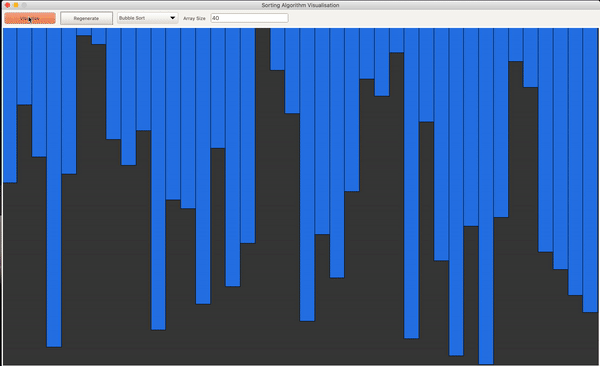 Sorting Algorithm Visualisation
Regenerate
Bubble Sort
Array Size
40